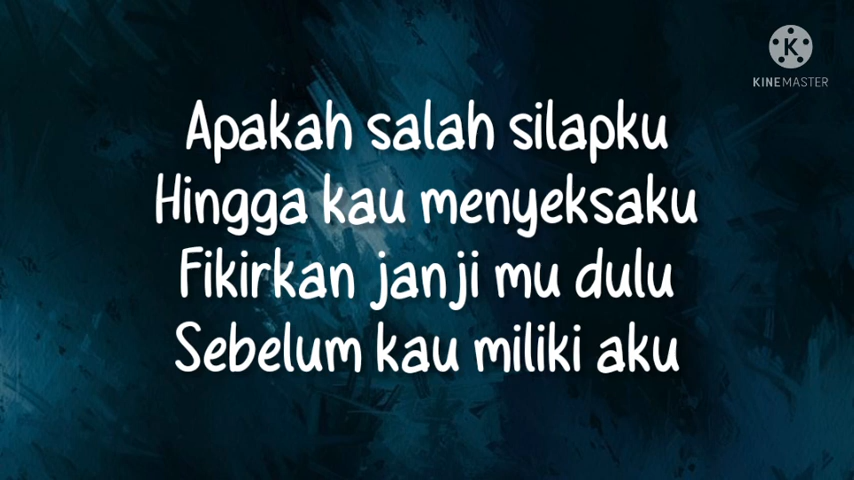 K
KINEMASTER
Apakah salah silapku
Hingga kau menyeksaku
Fikirkan janji mu dulu
Sebelum kau miliki aku